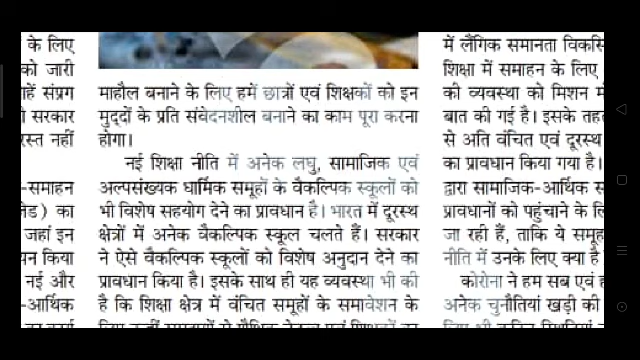 के लिए
को जारी
हें संप्रग
सरकार
रस्त नहीं
-समाहन
लेड) का
जहां इन
यन किया
नई और
-आर्थिक
माहौल बनाने के लिए हमें छात्रों एवं शिक्षकों को इन
मुद्दों के प्रति संवेदनशील बनाने का काम पूरा करना
होगा।
नई शिक्षा नीति में अनेक लघु, सामाजिक एवं
अल्पसंख्यक धार्मिक समूहों के वैकल्पिक स्कूलों को
भी विशेष सहयोग देने का प्रावधान है। भारत में दूरस्थ
क्षेत्रों में अनेक वैकल्पिक स्कूल चलते हैं। सरकार
ने ऐसे वैकल्पिक स्कूलों को विशेष अनुदान देने का
प्रावधान किया है। इसके साथ ही यह व्यवस्था भी की
है कि शिक्षा क्षेत्र में वंचित समूहों के समावेशन के
में लैंगिक समानता विकसि
शिक्षा में समाहन के लिए
की व्यवस्था को मिशन म
बात की गई है। इसके तहत
से अति वंचित एवं दूरस्थ
का प्रावधान किया गया है।
द्वारा सामाजिक-आर्थिक स
प्रावधानों को पहुंचाने के लि
जा रही हैं, ताकि ये समूह
नीति में उनके लिए क्या है
कोरोना ने हम सब एवं ह
अनेक चुनौतियां खड़ी की